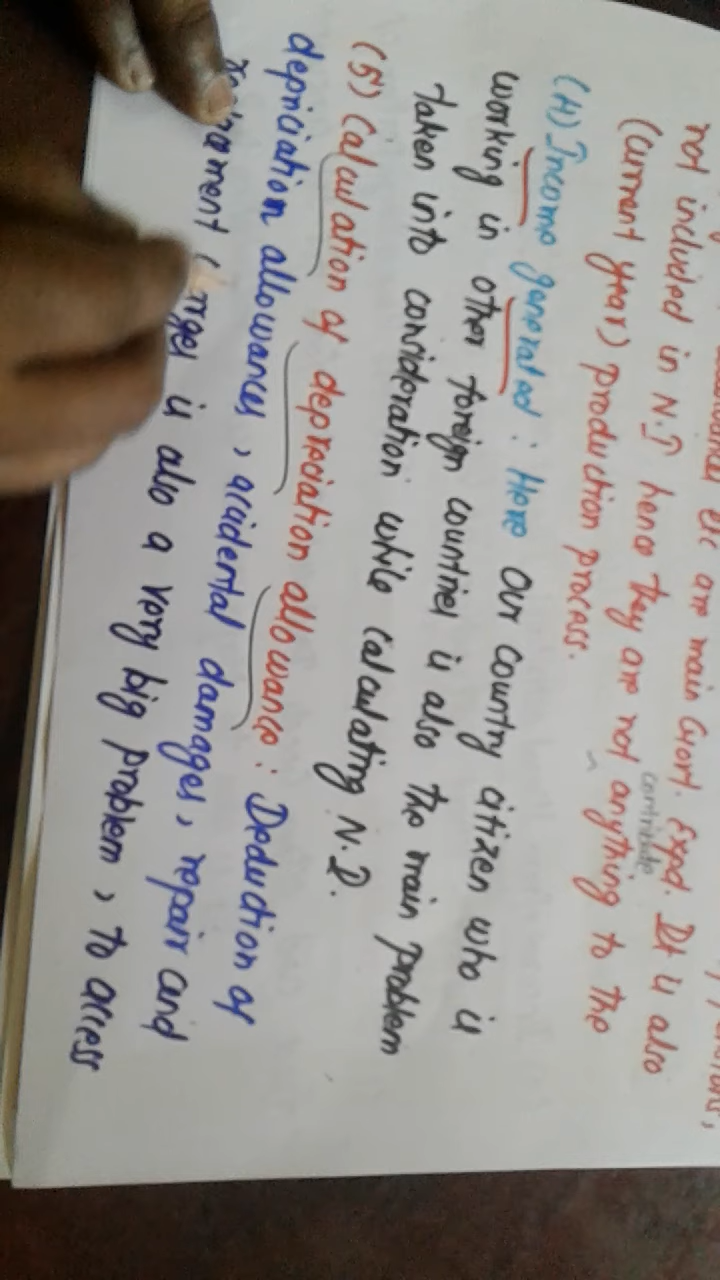 etc are main Govt. Expd. It is also
not included in N.I hence they are not contribute anything to the
(current year) production process.
(4) Income generated : Here our country citizen who is
working in other foreign countries is also the main problem
taken into consideration while calculating N.I.
(5) Calculation of depreciation allowance : Deduction of
depriciation allowances, accidental damages, repair and
is also a very big problem, to access